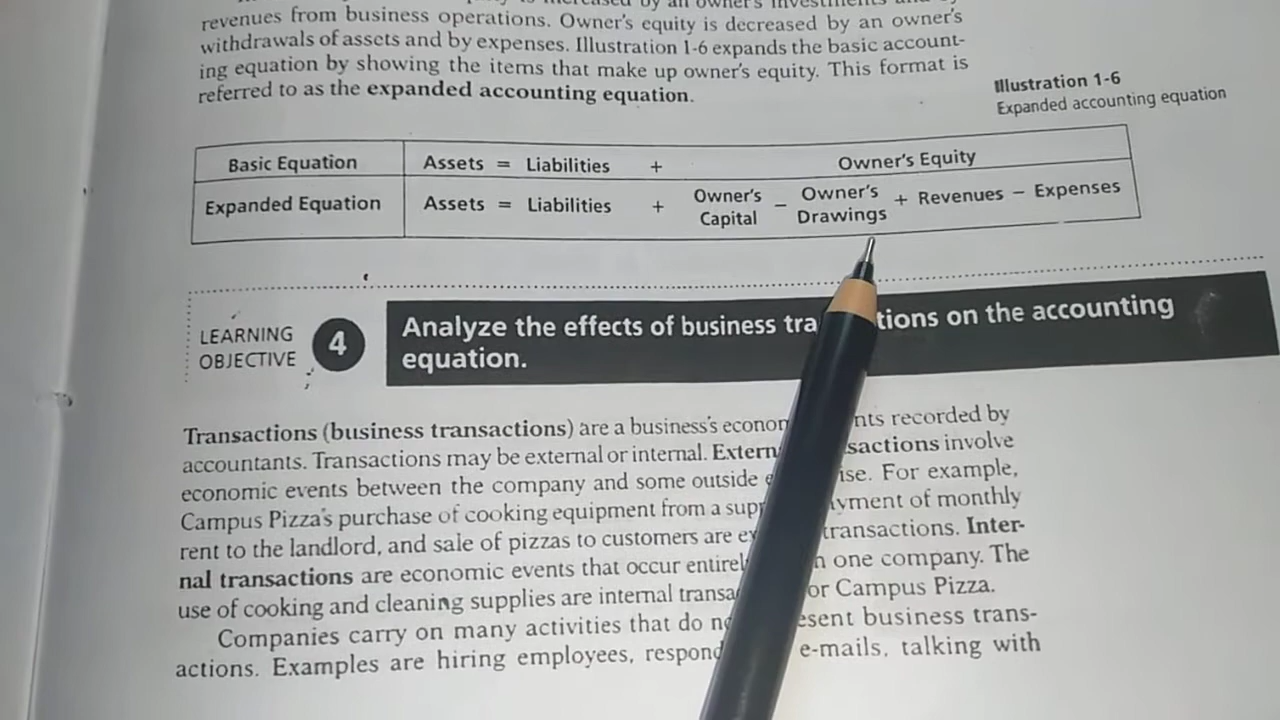 revenues from business operations. Owner's equity is decreased by an owner's
withdrawals of assets and by expenses. Illustration 1-6 expands the basic account-
ing equation by showing the items that make up owner's equity. This format is
referred to as the expanded accounting equation.
Illustration 1-6
Expanded accounting equation
Basic Equation Assets = Liabilities + Owner's Equity
Expanded Equation Assets = Liabilities + Owner's Capital − Owner's Drawings + Revenues − Expenses
LEARNING
OBJECTIVE 4
Analyze the effects of business tra tions on the accounting
equation.
Transactions (business transactions) are a business's econo nts recorded by
accountants. Transactions may be external or internal. Extern sactions involve
economic events between the company and some outside ise. For example,
Campus Pizza's purchase of cooking equipment from a sup yment of monthly
rent to the landlord, and sale of pizzas to customers are ex transactions. Inter-
nal transactions are economic events that occur entirel n one company. The
use of cooking and cleaning supplies are internal transa or Campus Pizza.
Companies carry on many activities that do n esent business trans-
actions. Examples are hiring employees, respond e-mails, talking with